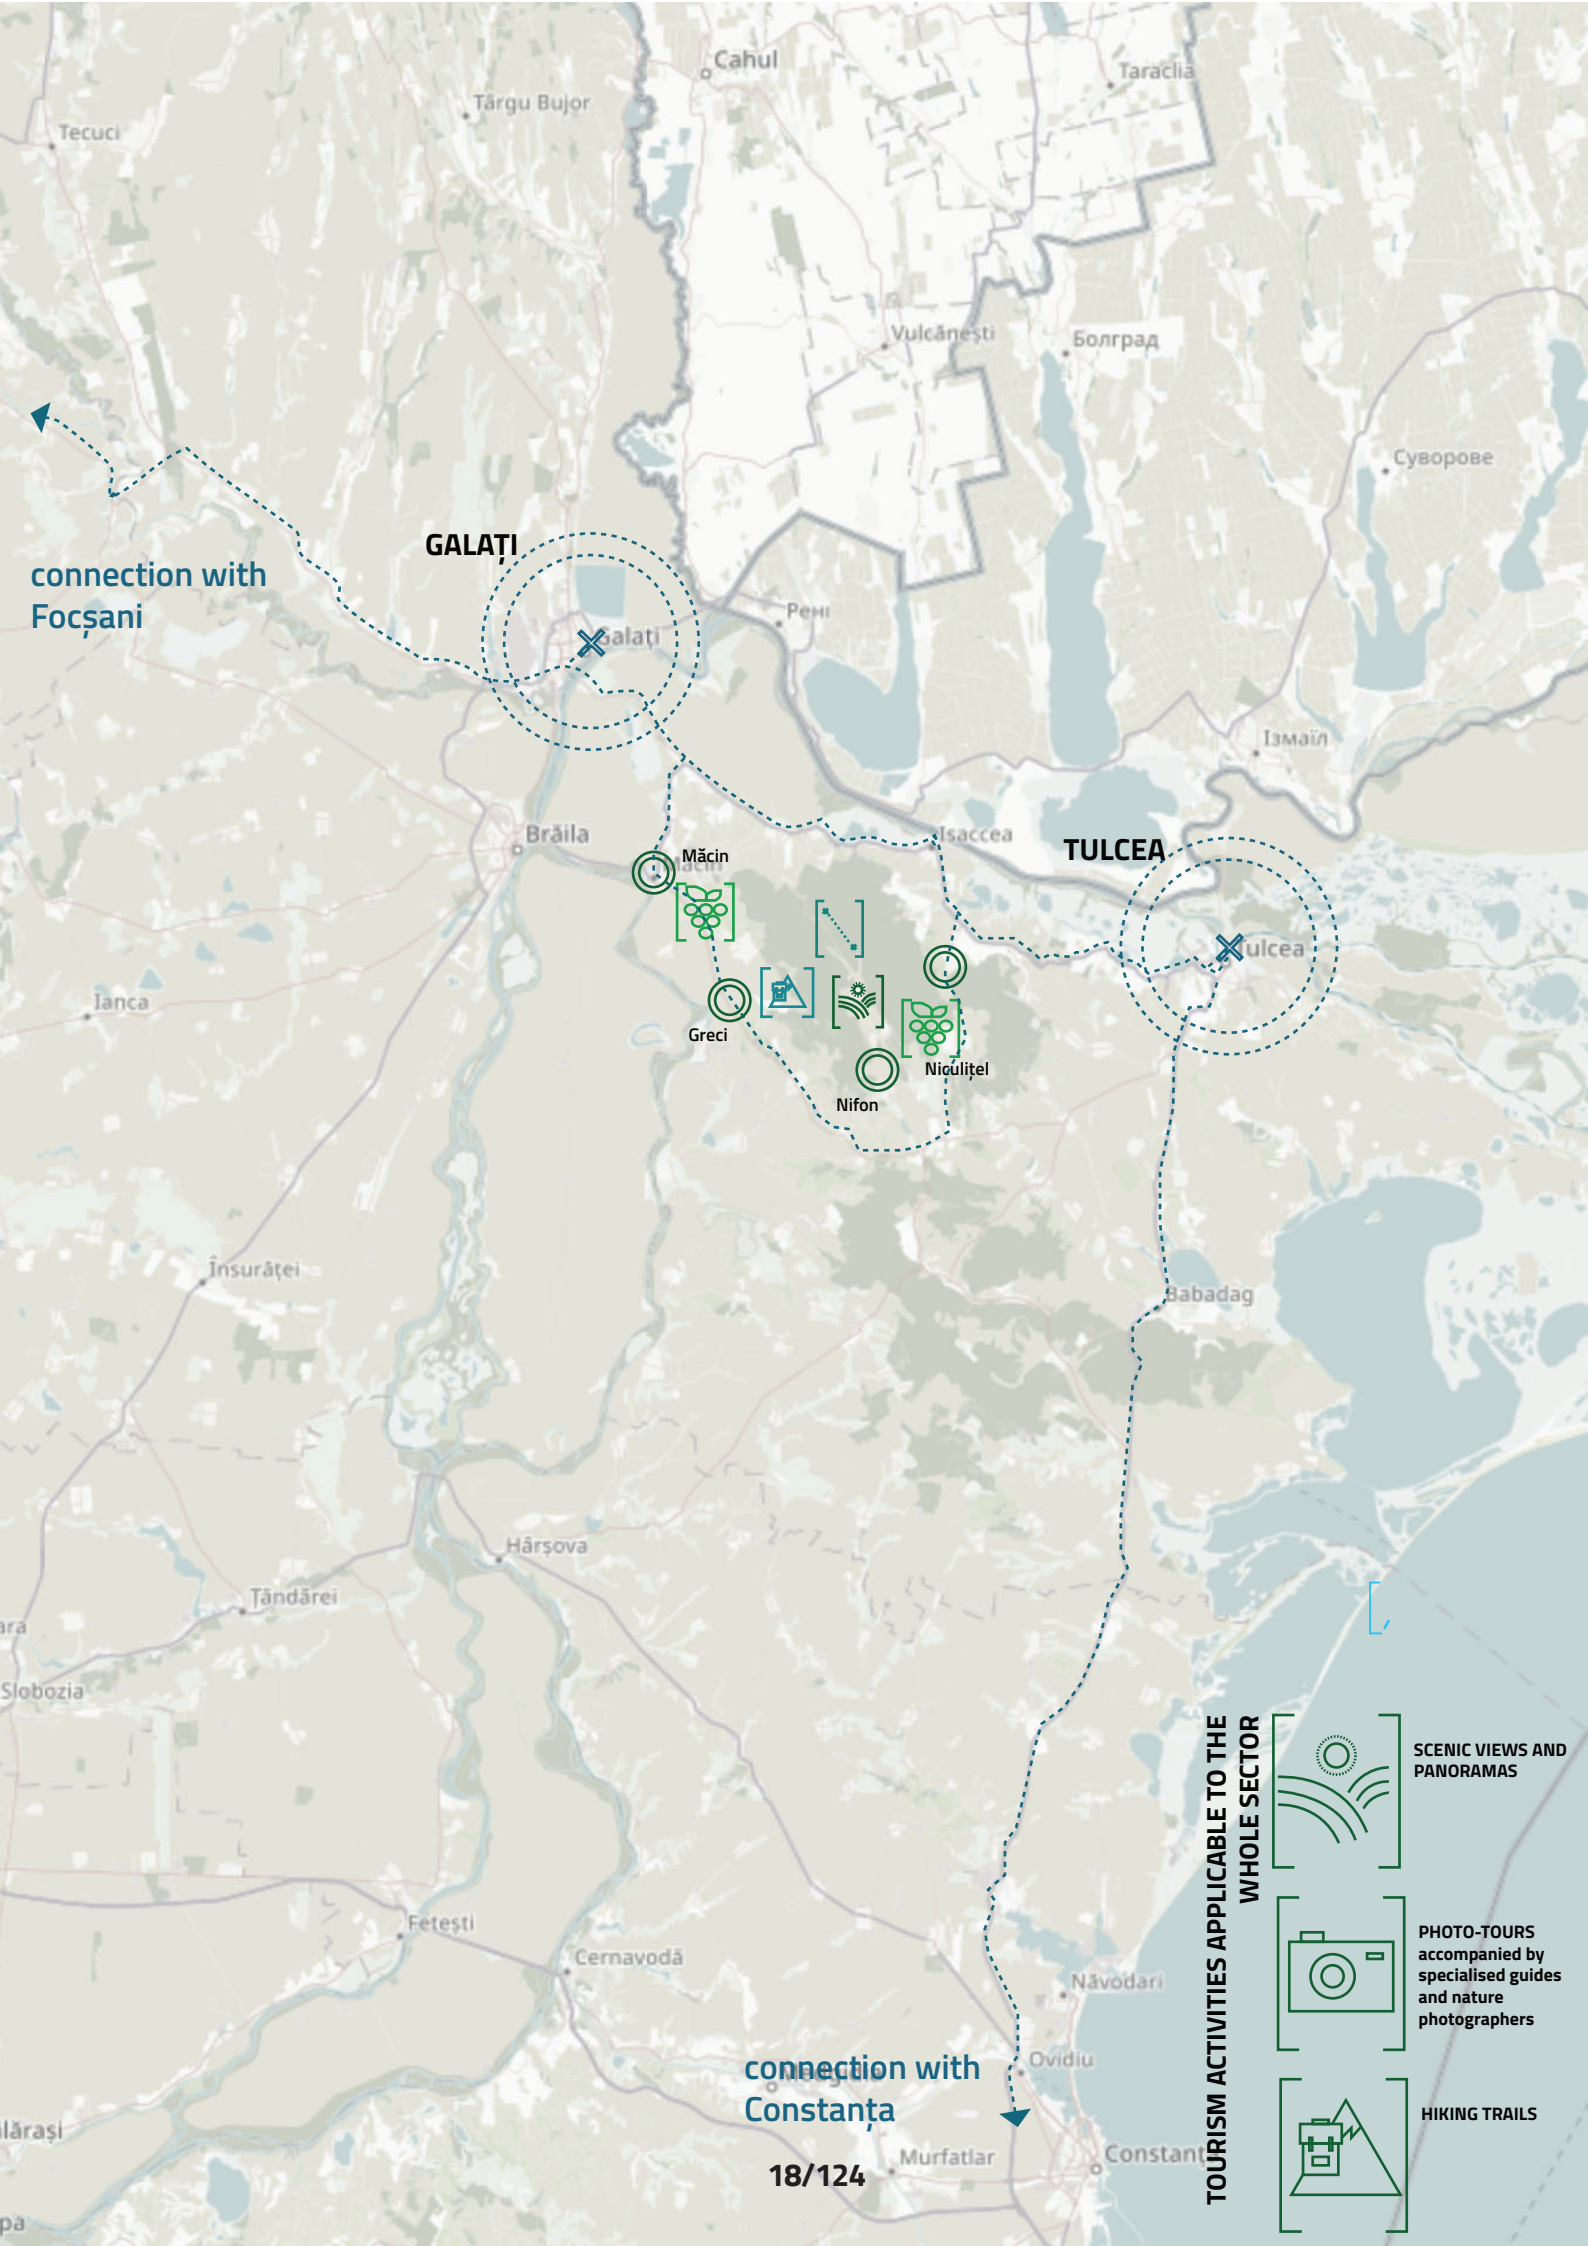 Cahul
Taraclia
Târgu Bujor
Tecuci
Vulcănești
Болград
Суворове
GALAȚI
connection with
Focșani
Рені
Galați
Ізмаїл
Brăila
Isaccea
TULCEA
Măcin
Tulcea
Ianca
Greci
Niculițel
Nifon
Însurăței
Babadag
Hârșova
Țăndărei
Slobozia
TOURISM ACTIVITIES APPLICABLE TO THE
WHOLE SECTOR
SCENIC VIEWS AND
PANORAMAS
Fetești
PHOTO-TOURS
accompanied by
specialised guides
and nature
photographers
Cernavodă
Năvodari
connection with
Constanța
Ovidiu
HIKING TRAILS
lărași
Murfatlar
Constanț
18/124